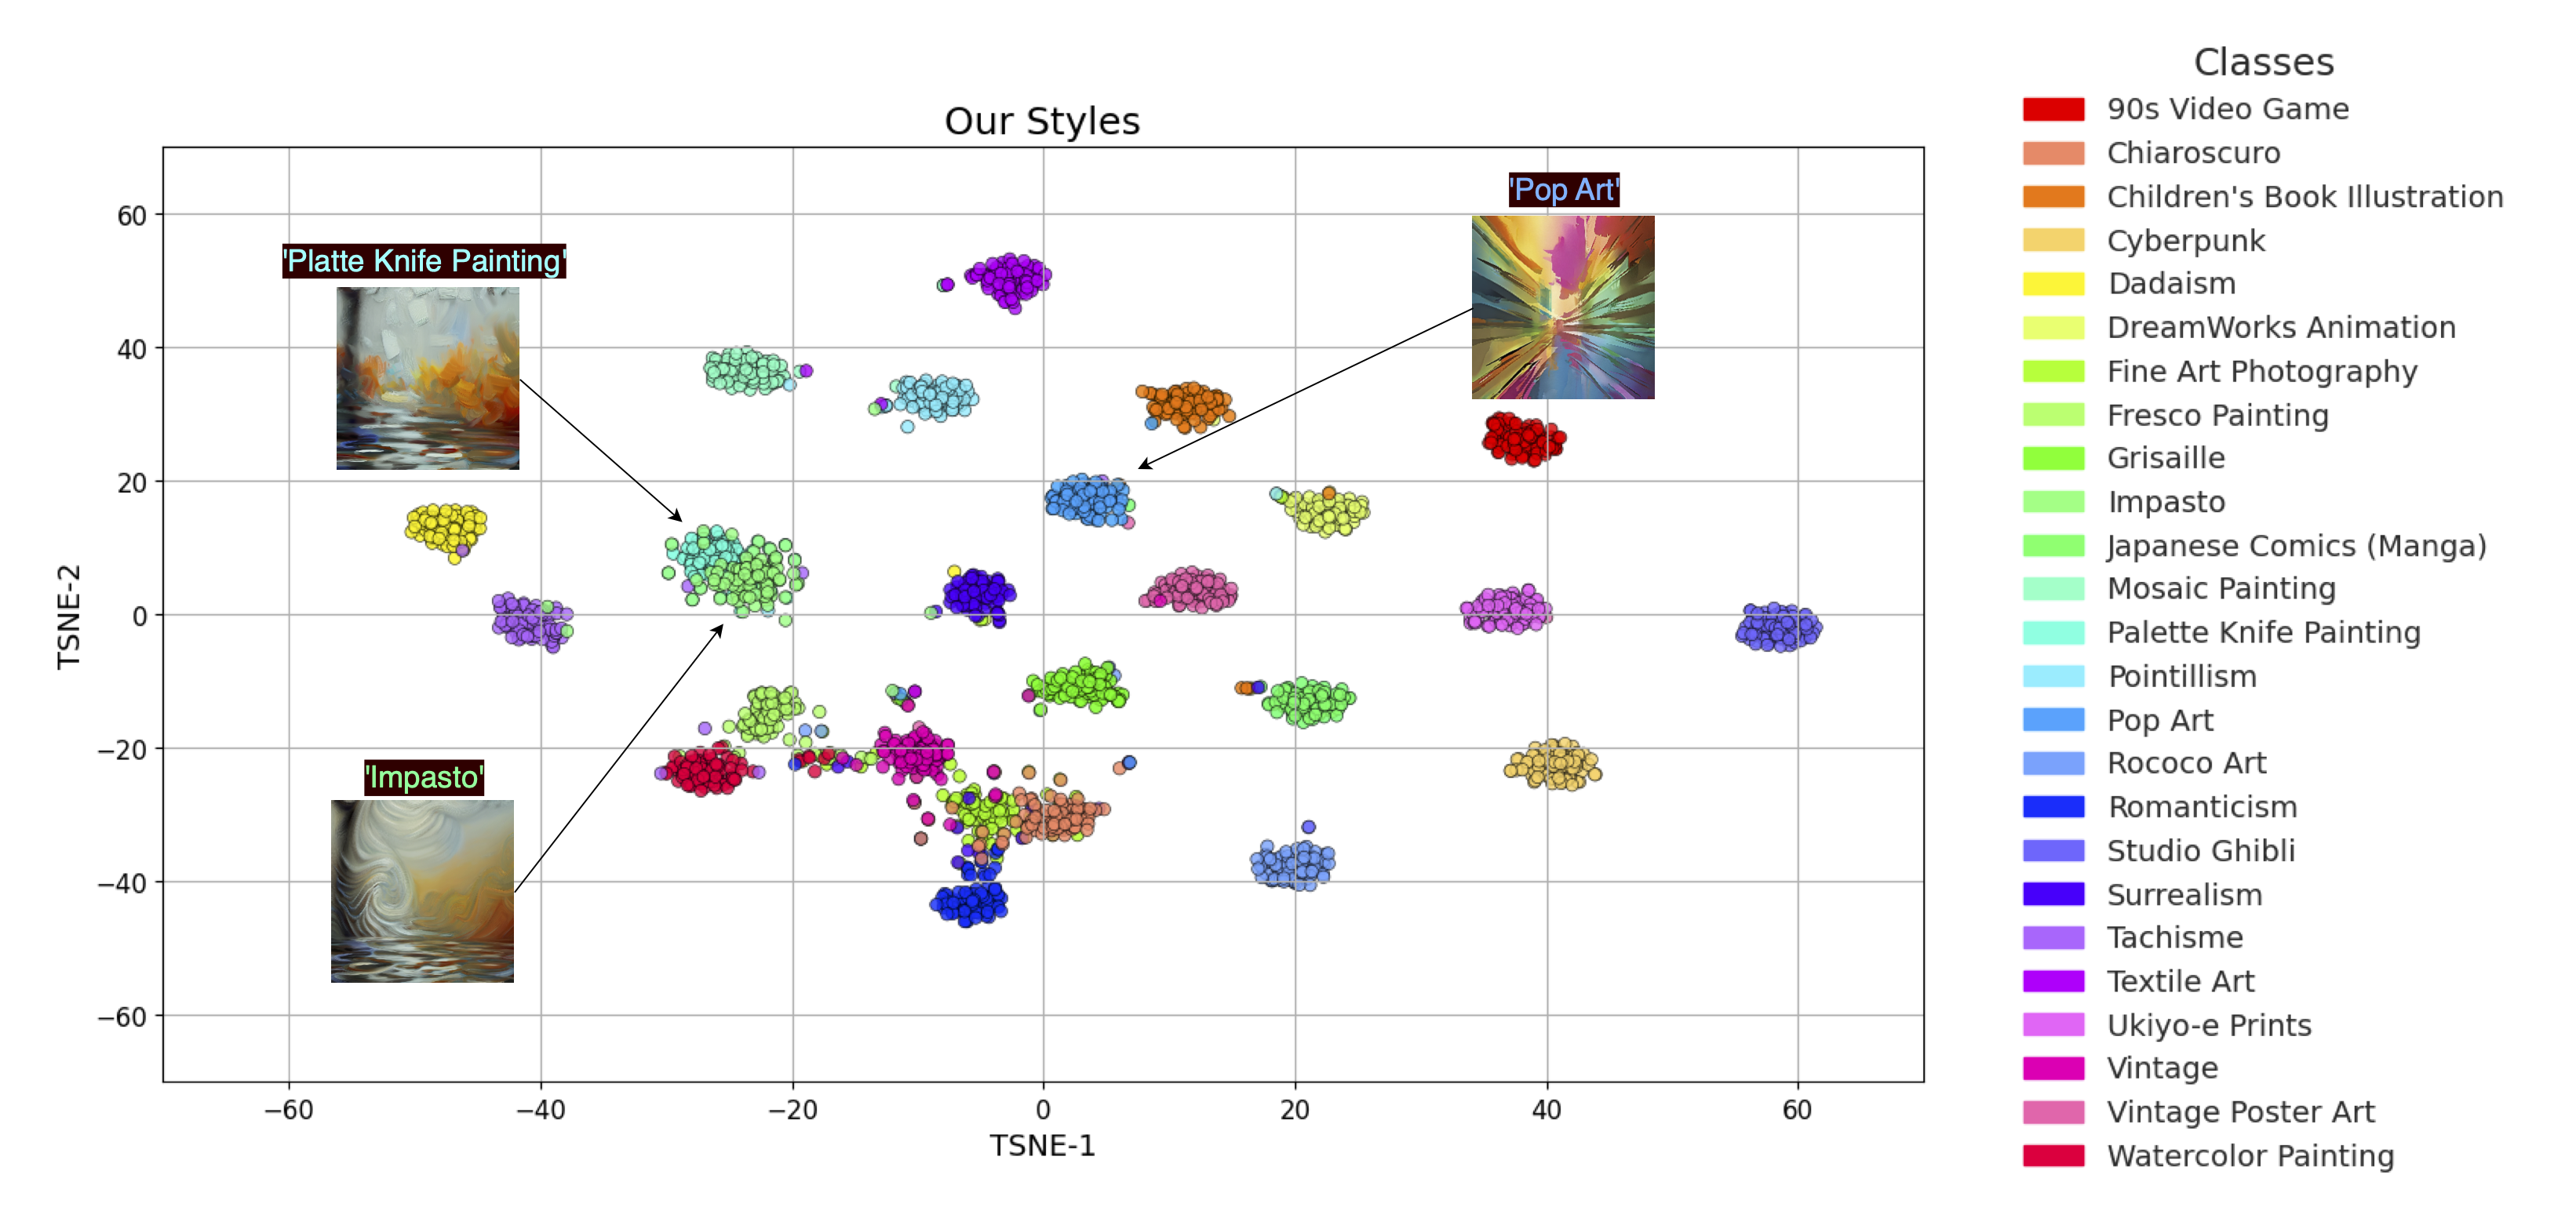 Our Styles
'Platte Knife Painting'
'Pop Art'
'Impasto'
60
40
20
0
−20
−40
−60
TSNE-2
−60
−40
−20
0
20
40
60
TSNE-1
Classes
90s Video Game
Chiaroscuro
Children's Book Illustration
Cyberpunk
Dadaism
DreamWorks Animation
Fine Art Photography
Fresco Painting
Grisaille
Impasto
Japanese Comics (Manga)
Mosaic Painting
Palette Knife Painting
Pointillism
Pop Art
Rococo Art
Romanticism
Studio Ghibli
Surrealism
Tachisme
Textile Art
Ukiyo-e Prints
Vintage
Vintage Poster Art
Watercolor Painting